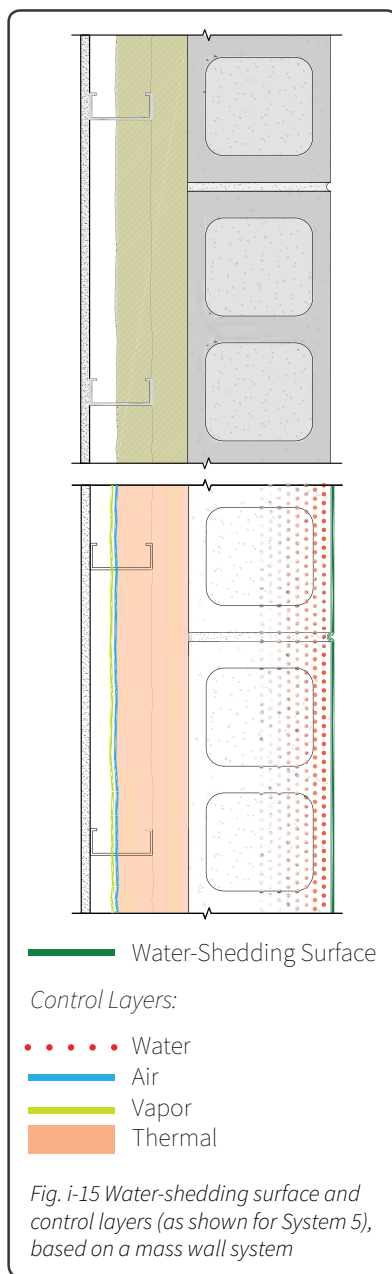 Water-Shedding Surface
Control Layers:
Water
Air
Vapor
Thermal
Fig. i-15 Water-shedding surface and
control layers (as shown for System 5),
based on a mass wall system